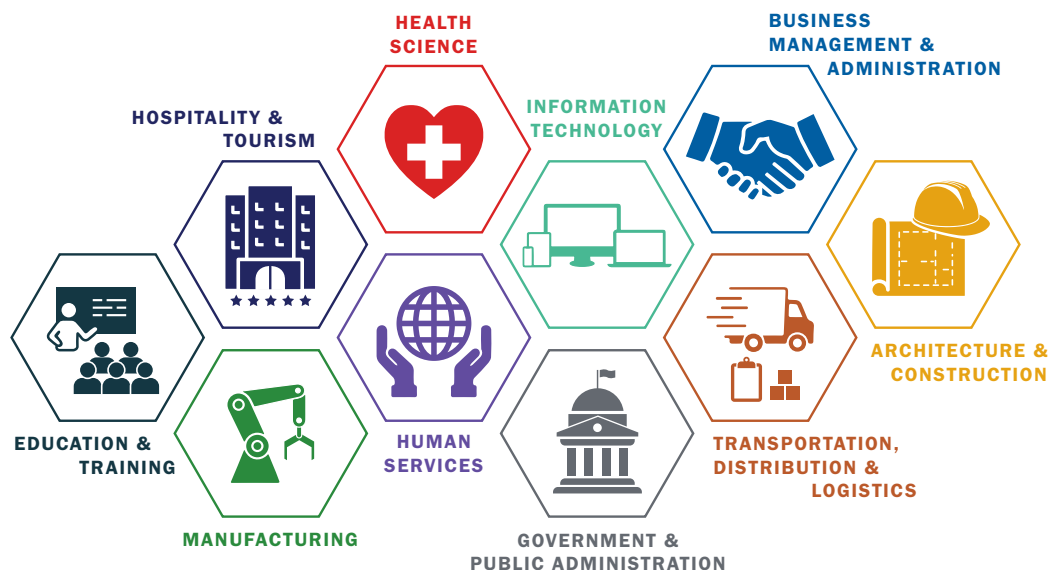 HEALTH
SCIENCE
BUSINESS
MANAGEMENT &
ADMINISTRATION
HOSPITALITY &
TOURISM
INFORMATION
TECHNOLOGY
ARCHITECTURE &
CONSTRUCTION
EDUCATION &
TRAINING
HUMAN
SERVICES
TRANSPORTATION,
DISTRIBUTION &
LOGISTICS
MANUFACTURING
GOVERNMENT &
PUBLIC ADMINISTRATION